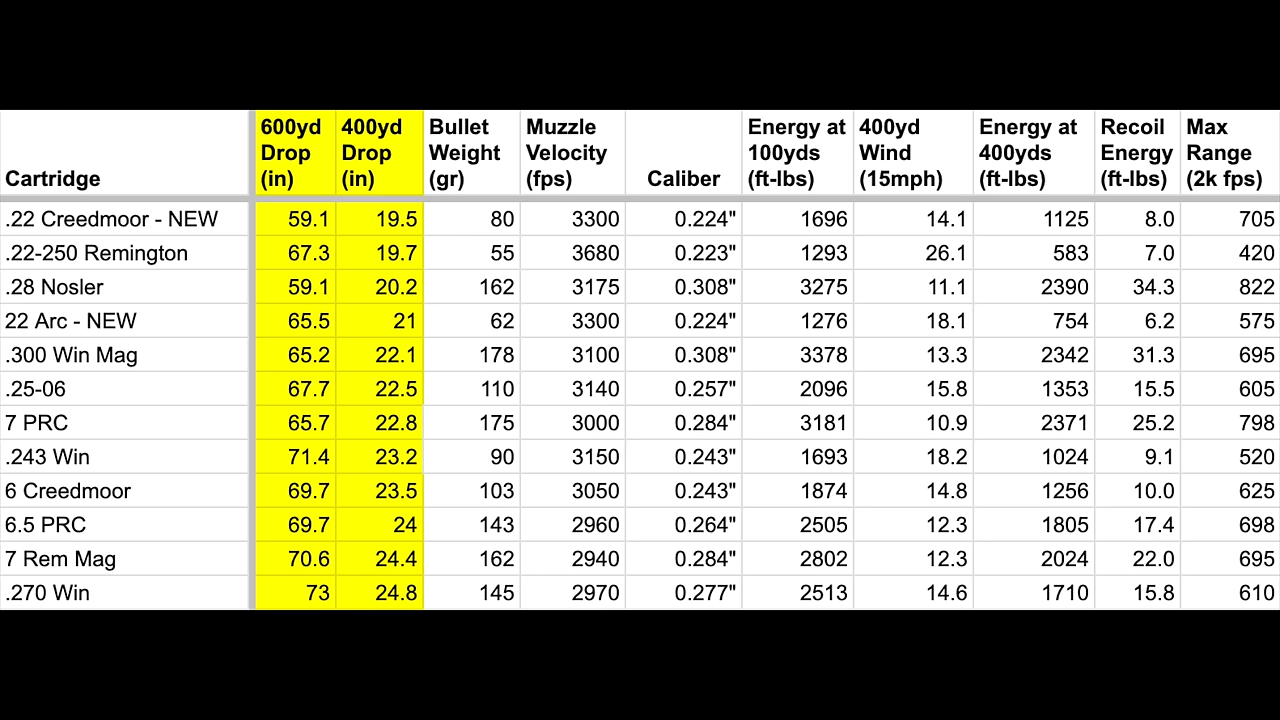 Cartridge 600yd Drop (in) 400yd Drop (in) Bullet Weight (gr) Muzzle Velocity (fps) Caliber Energy at 100yds (ft-lbs) 400yd Wind (15mph) Energy at 400yds (ft-lbs) Recoil Energy (ft-lbs) Max Range (2k fps)
.22 Creedmoor - NEW 59.1 19.5 80 3300 0.224" 1696 14.1 1125 8.0 705
.22-250 Remington 67.3 19.7 55 3680 0.223" 1293 26.1 583 7.0 420
.28 Nosler 59.1 20.2 162 3175 0.308" 3275 11.1 2390 34.3 822
22 Arc - NEW 65.5 21 62 3300 0.224" 1276 18.1 754 6.2 575
.300 Win Mag 65.2 22.1 178 3100 0.308" 3378 13.3 2342 31.3 695
.25-06 67.7 22.5 110 3140 0.257" 2096 15.8 1353 15.5 605
7 PRC 65.7 22.8 175 3000 0.284" 3181 10.9 2371 25.2 798
.243 Win 71.4 23.2 90 3150 0.243" 1693 18.2 1024 9.1 520
6 Creedmoor 69.7 23.5 103 3050 0.243" 1874 14.8 1256 10.0 625
6.5 PRC 69.7 24 143 2960 0.264" 2505 12.3 1805 17.4 698
7 Rem Mag 70.6 24.4 162 2940 0.284" 2802 12.3 2024 22.0 695
.270 Win 73 24.8 145 2970 0.277" 2513 14.6 1710 15.8 610